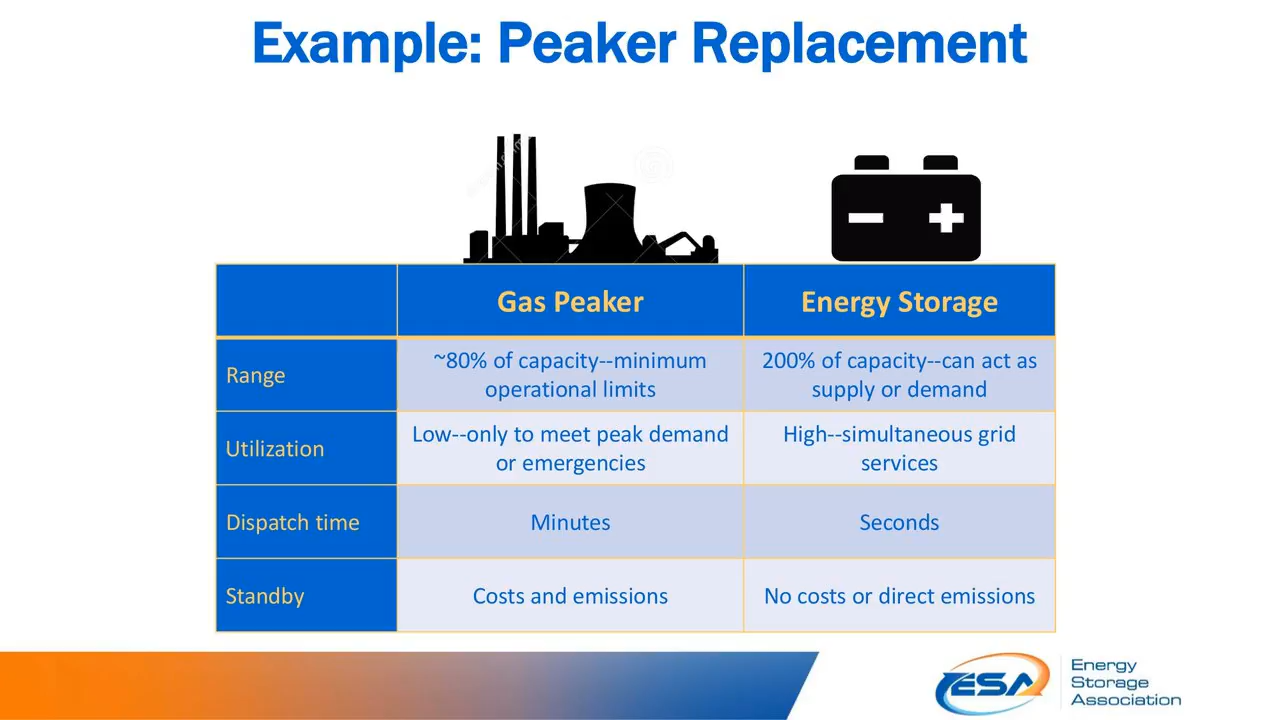 Example: Peaker Replacement
Gas Peaker
Energy Storage
Range
~80% of capacity--minimum
operational limits
200% of capacity--can act as
supply or demand
Utilization
Low--only to meet peak demand
or emergencies
High--simultaneous grid
services
Dispatch time
Minutes
Seconds
Standby
Costs and emissions
No costs or direct emissions
ESA
Energy
Storage
Association